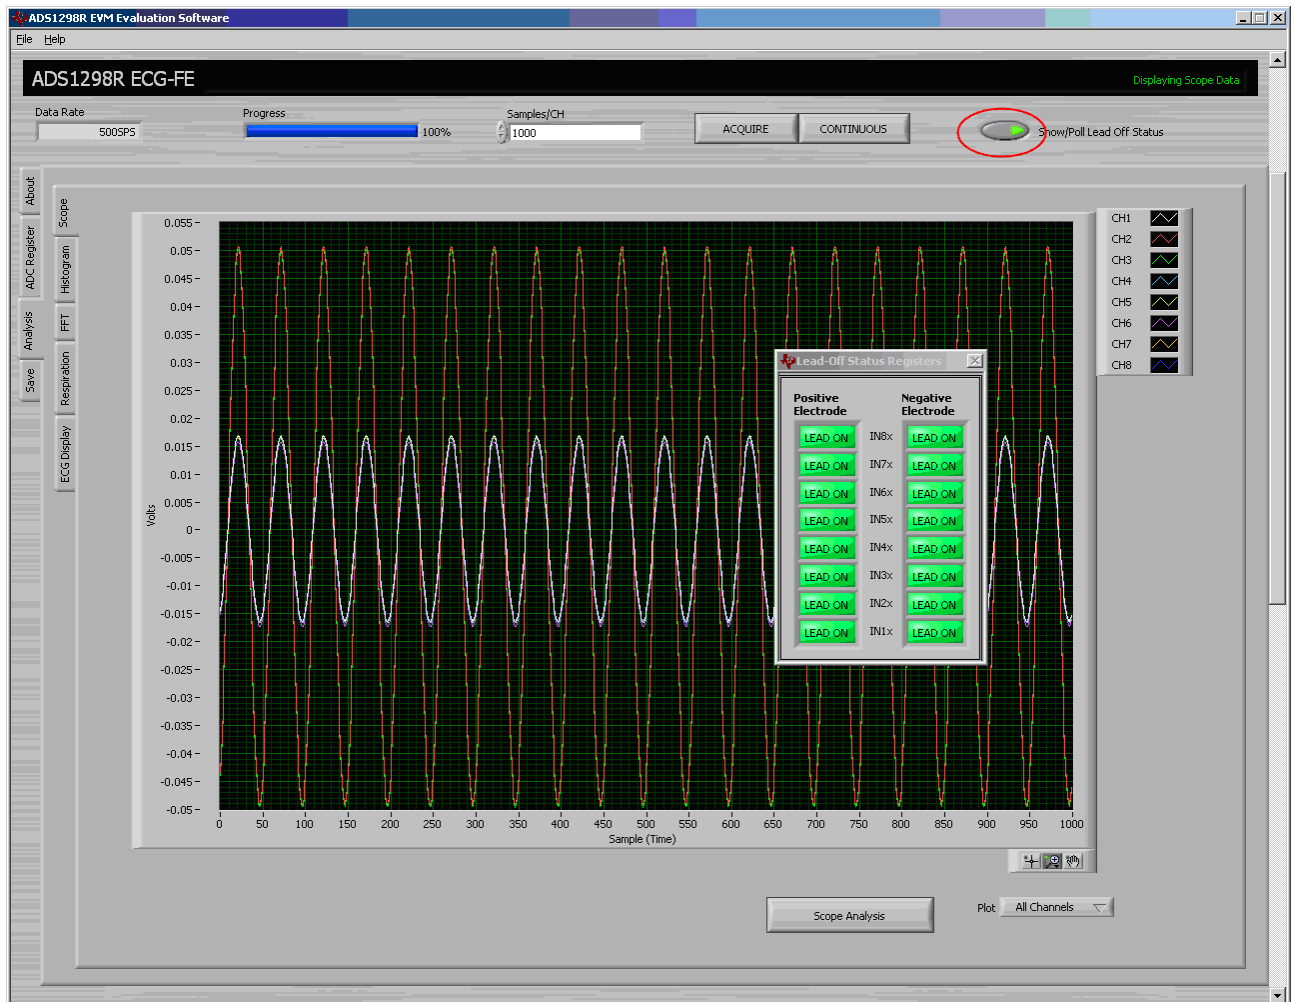 ADS1298R EVM Evaluation Software
File Help
ADS1298R ECG-FE
Displaying Scope Data
Data Rate
500SPS
Progress
100%
Samples/CH
1000
ACQUIRE
CONTINUOUS
Show/Poll Lead Off Status
About
ADC Register
Analysis
Save
Scope
Histogram
FFT
Respiration
ECG Display
Volts
0.055
0.05
0.045
0.04
0.035
0.03
0.025
0.02
0.015
0.01
0.005
0
-0.005
-0.01
-0.015
-0.02
-0.025
-0.03
-0.035
-0.04
-0.045
-0.05
0 50 100 150 200 250 300 350 400 450 500 550 600 650 700 750 800 850 900 950 1000
Sample (Time)
CH1
CH2
CH3
CH4
CH5
CH6
CH7
CH8
Lead-Off Status Registers
Positive Electrode
Negative Electrode
LEAD ON IN8x LEAD ON
LEAD ON IN7x LEAD ON
LEAD ON IN6x LEAD ON
LEAD ON IN5x LEAD ON
LEAD ON IN4x LEAD ON
LEAD ON IN3x LEAD ON
LEAD ON IN2x LEAD ON
LEAD ON IN1x LEAD ON
Scope Analysis
Plot All Channels